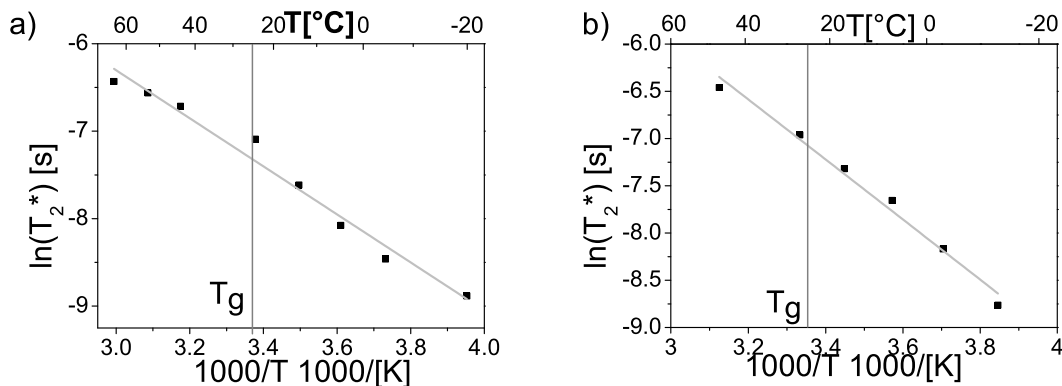 a)
60 40 20 T[°C] 0 -20
-6
-7
-8
-9
ln(T2*) [s]
Tg
3.0 3.2 3.4 3.6 3.8 4.0
1000/T 1000/[K]
b)
60 40 20 T[°C] 0 -20
-6.0
-6.5
-7.0
-7.5
-8.0
-8.5
-9.0
ln(T2*) [s]
Tg
3 3.2 3.4 3.6 3.8 4
1000/T 1000/[K]